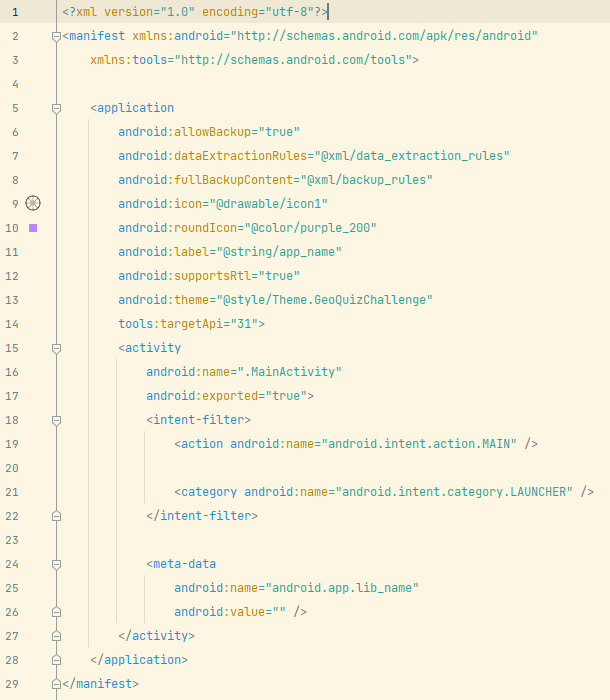 1 <?xml version="1.0" encoding="utf-8"?>
2 <manifest xmlns:android="http://schemas.android.com/apk/res/android"
3 xmlns:tools="http://schemas.android.com/tools">
4
5 <application
6 android:allowBackup="true"
7 android:dataExtractionRules="@xml/data_extraction_rules"
8 android:fullBackupContent="@xml/backup_rules"
9 android:icon="@drawable/icon1"
10 android:roundIcon="@color/purple_200"
11 android:label="@string/app_name"
12 android:supportsRtl="true"
13 android:theme="@style/Theme.GeoQuizChallenge"
14 tools:targetApi="31">
15 <activity
16 android:name=".MainActivity"
17 android:exported="true">
18 <intent-filter>
19 <action android:name="android.intent.action.MAIN" />
20
21 <category android:name="android.intent.category.LAUNCHER" />
22 </intent-filter>
23
24 <meta-data
25 android:name="android.app.lib_name"
26 android:value="" />
27 </activity>
28 </application>
29 </manifest>